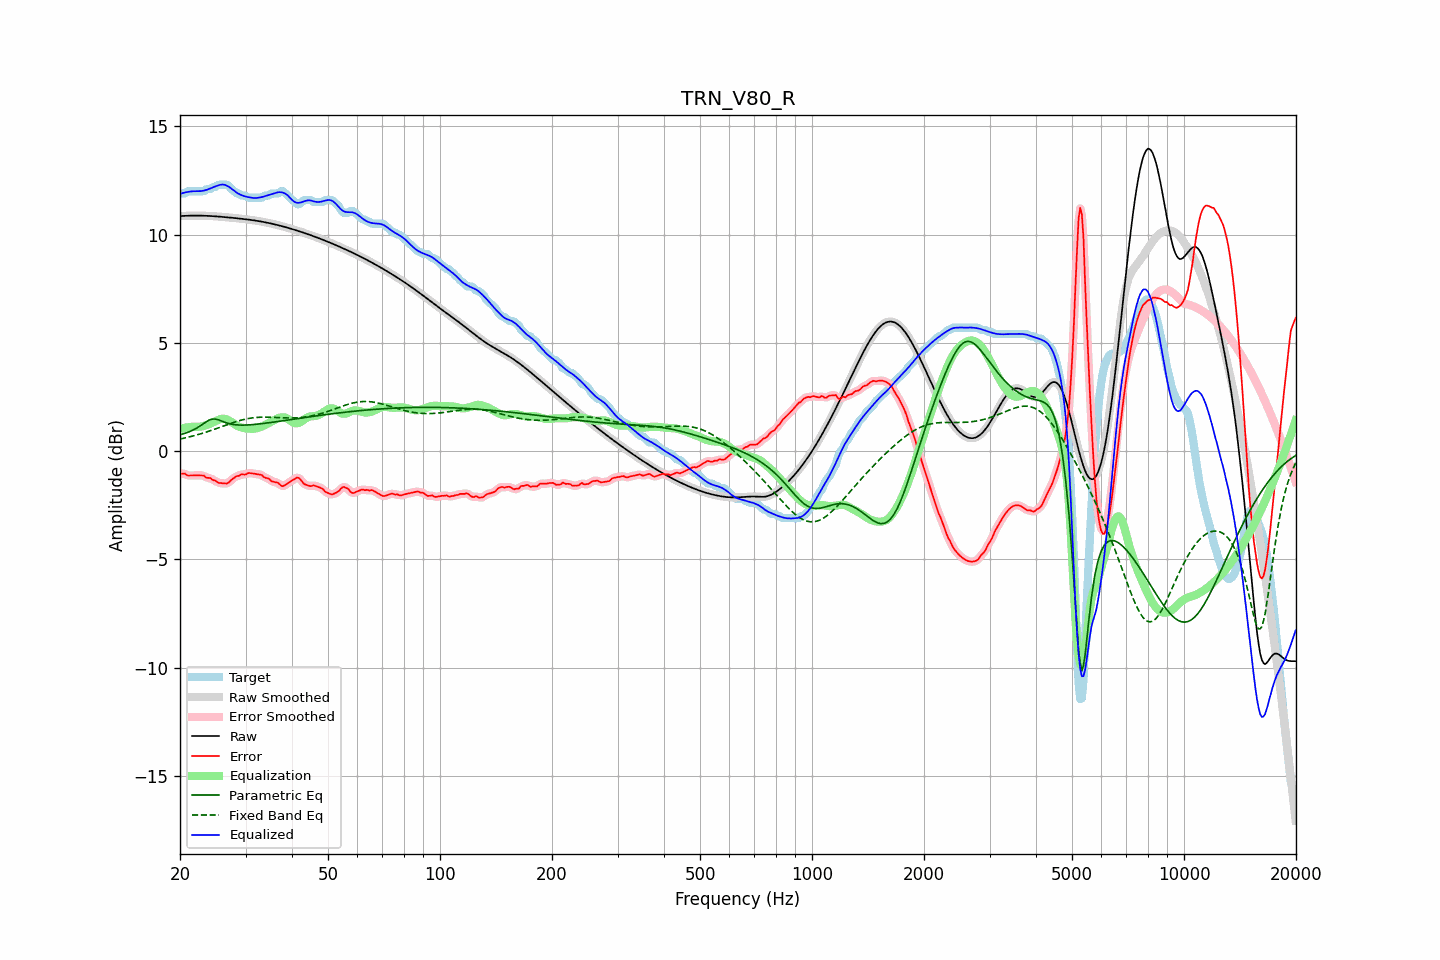 TRN_V80_R
Amplitude (dBr)
15
10
5
0
−5
−10
−15
Target
Raw Smoothed
Error Smoothed
Raw
Error
Equalization
Parametric Eq
Fixed Band Eq
Equalized
20 50 100 200 500 1000 2000 5000 10000 20000
Frequency (Hz)